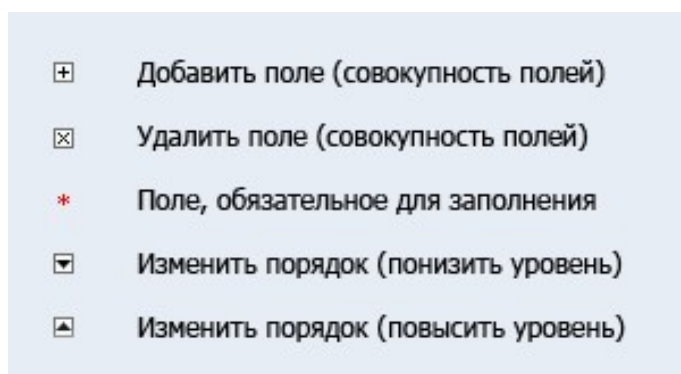 Добавить поле (совокупность полей)
Удалить поле (совокупность полей)
* Поле, обязательное для заполнения
Изменить порядок (понизить уровень)
Изменить порядок (повысить уровень)